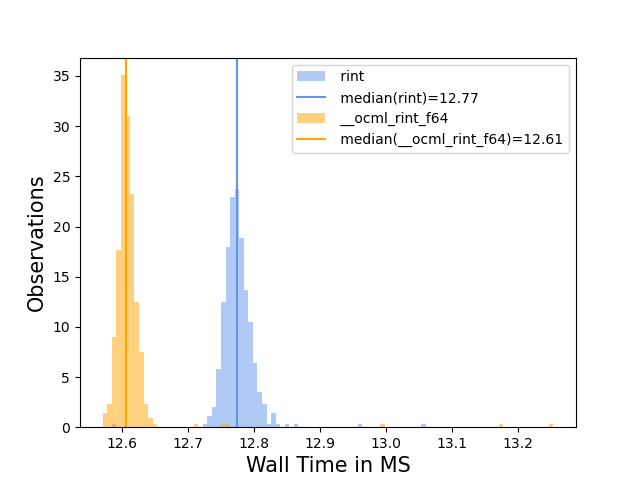 35
30
25
20
15
10
5
0
Observations
rint
median(rint)=12.77
__ocml_rint_f64
median(__ocml_rint_f64)=12.61
12.6 12.7 12.8 12.9 13.0 13.1 13.2
Wall Time in MS